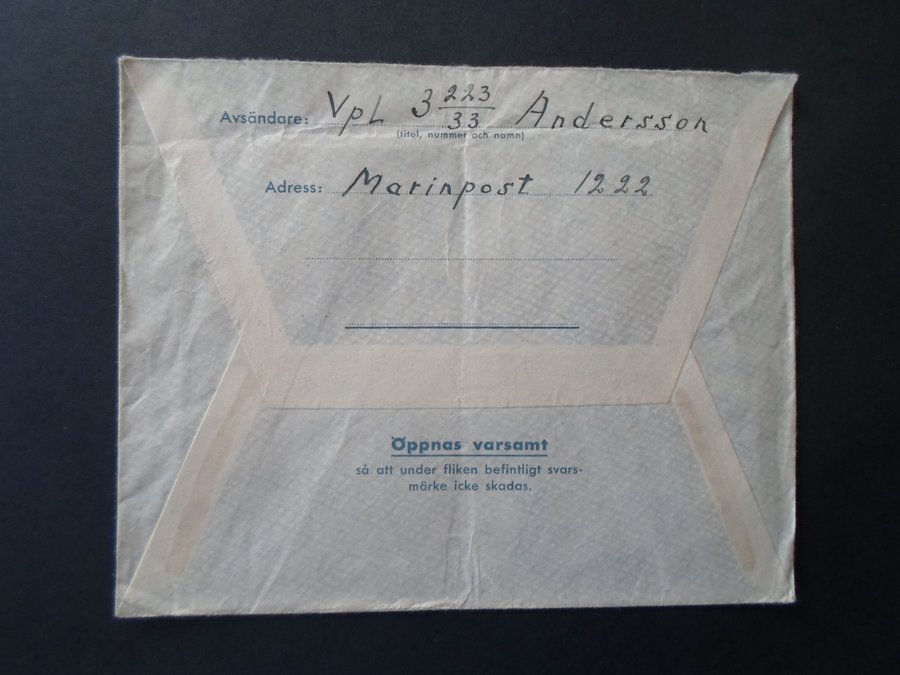 Avsändare: Vpl 3 223/33 Andersson
(titel, nummer och namn)
Adress: Marinpost 1222
Öppnas varsamt
så att under fliken befintligt svars-
märke icke skadas.